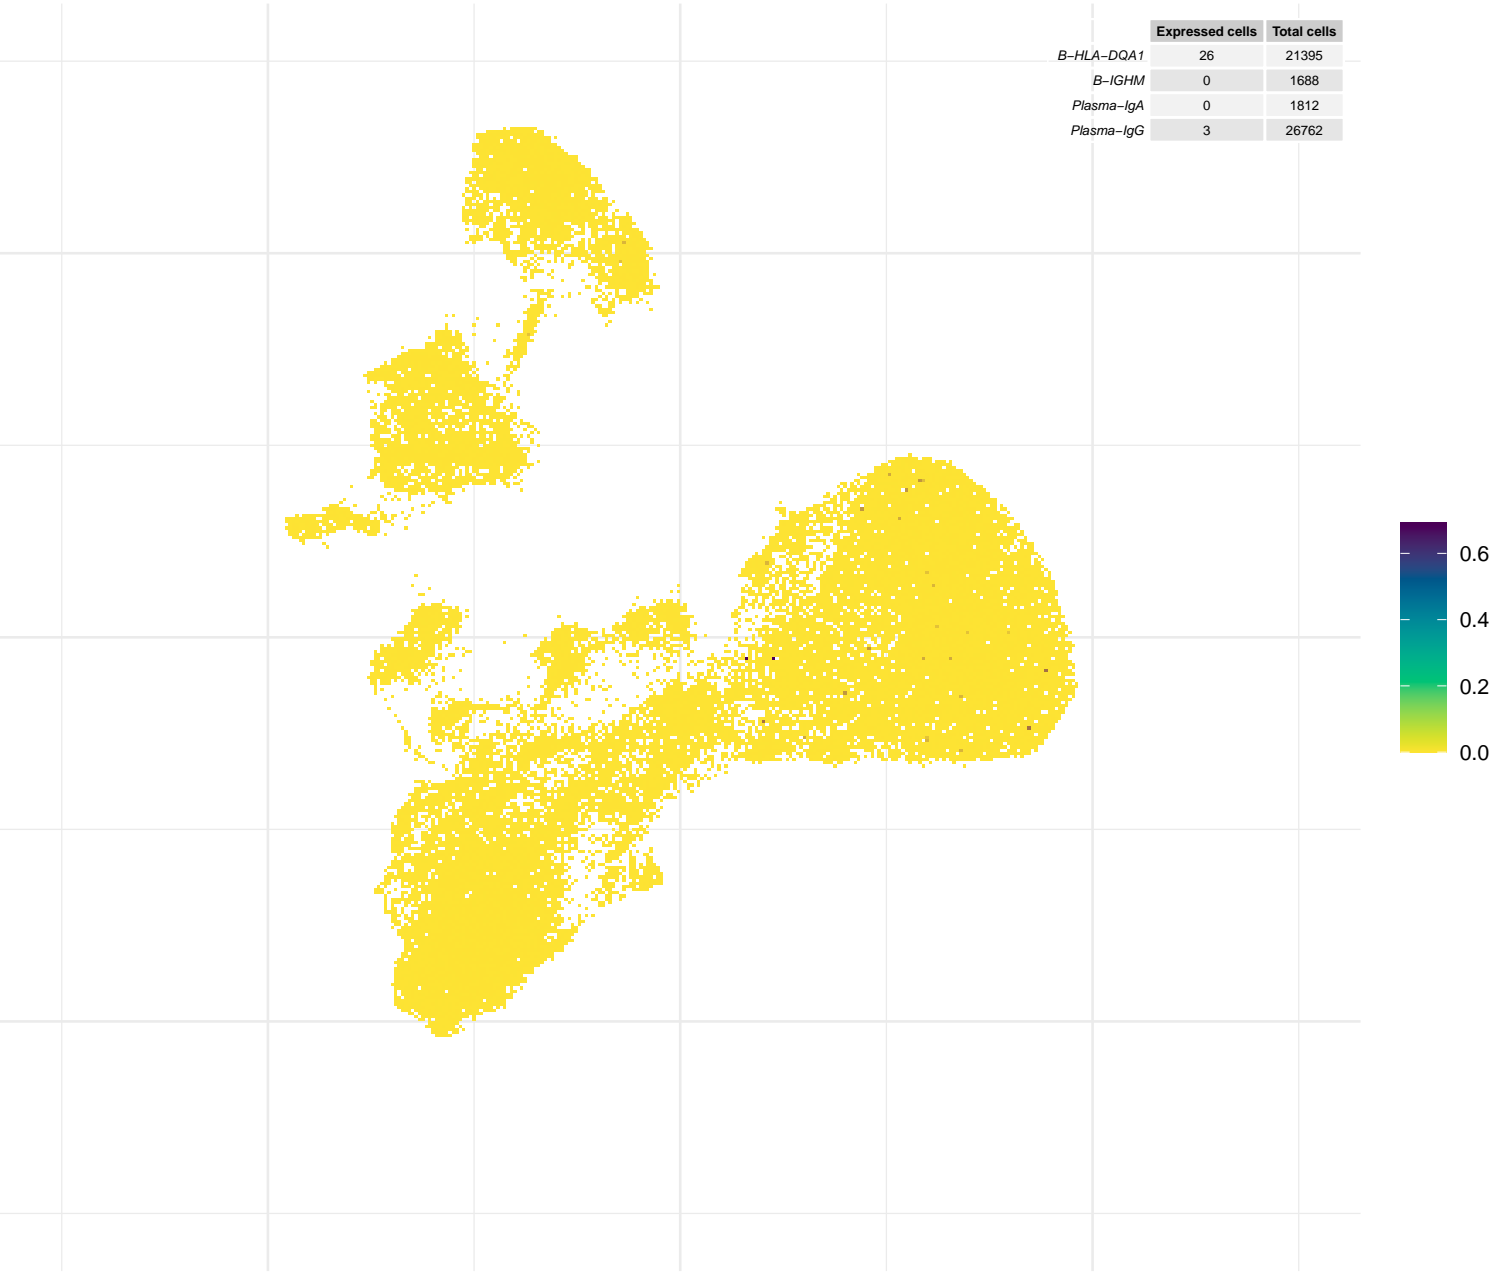 Expressed cells Total cells
B−HLA−DQA1 26 21395
B−IGHM 0 1688
Plasma−IgA 0 1812
Plasma−IgG 3 26762
0.6
0.4
0.2
0.0